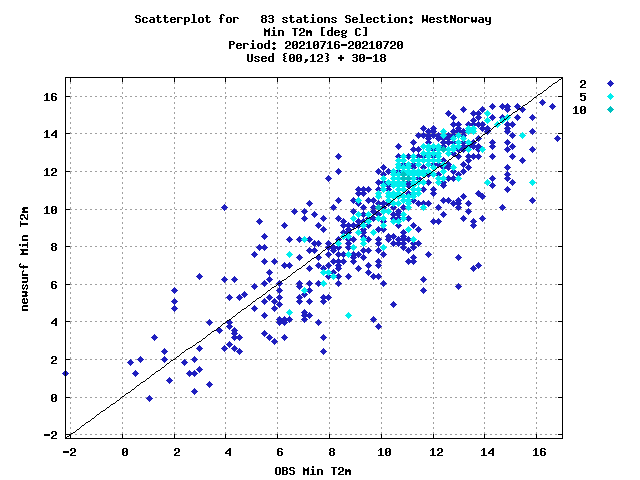 Scatterplot for 83 stations Selection: WestNorway
Min T2m [deg C]
Period: 20210716-20210720
Used {00,12} + 30-18
2
5
10
16
14
12
10
8
6
4
2
0
-2
newsurf Min T2m
-2 0 2 4 6 8 10 12 14 16
OBS Min T2m